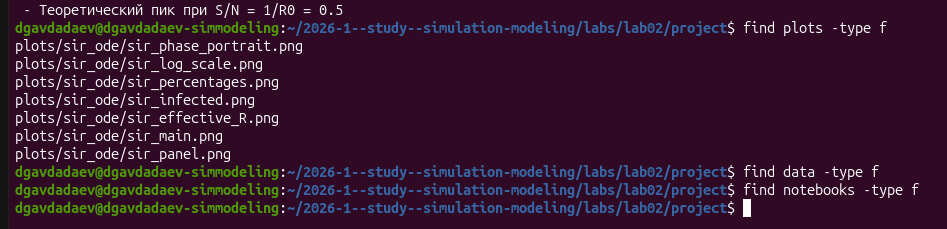 - Теоретический пик при S/N = 1/R0 = 0.5
dgavdadaev@dgavdadaev-simmodeling:~/2026-1--study--simulation-modeling/labs/lab02/project$ find plots -type f
plots/sir_ode/sir_phase_portrait.png
plots/sir_ode/sir_log_scale.png
plots/sir_ode/sir_percentages.png
plots/sir_ode/sir_infected.png
plots/sir_ode/sir_effective_R.png
plots/sir_ode/sir_main.png
plots/sir_ode/sir_panel.png
dgavdadaev@dgavdadaev-simmodeling:~/2026-1--study--simulation-modeling/labs/lab02/project$ find data -type f
dgavdadaev@dgavdadaev-simmodeling:~/2026-1--study--simulation-modeling/labs/lab02/project$ find notebooks -type f
dgavdadaev@dgavdadaev-simmodeling:~/2026-1--study--simulation-modeling/labs/lab02/project$